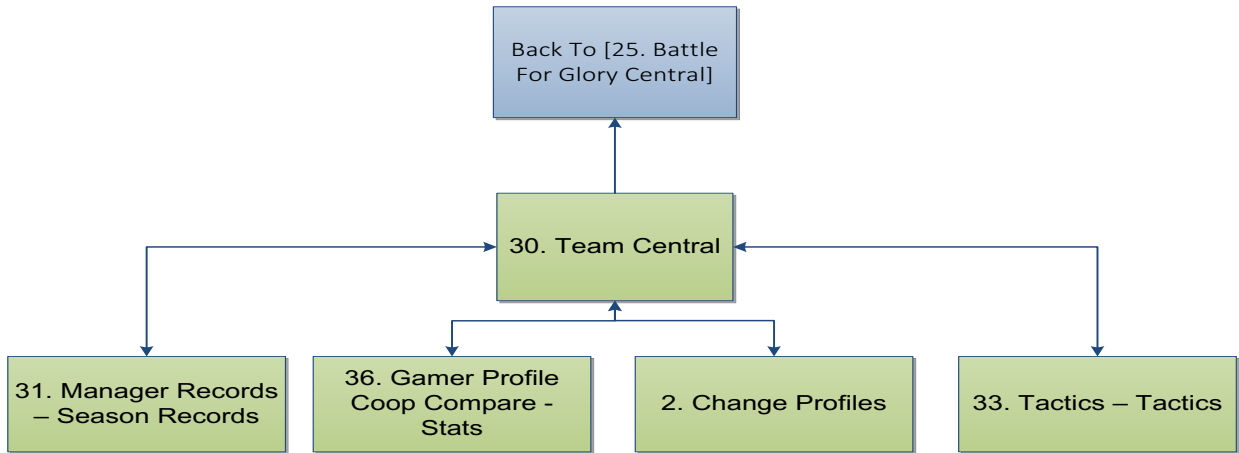 Back To [25. Battle
For Glory Central]
30. Team Central
31. Manager Records
– Season Records
36. Gamer Profile
Coop Compare -
Stats
2. Change Profiles
33. Tactics – Tactics